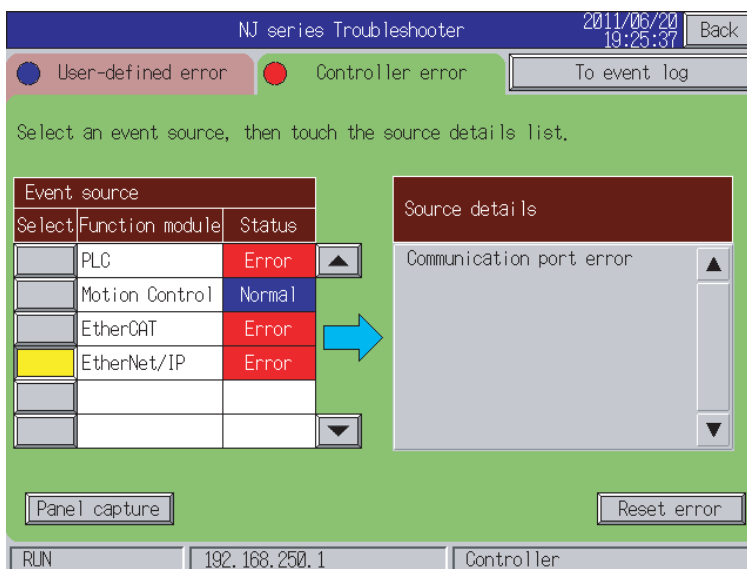 NJ series Troubleshooter
2011/06/20
19:25:37
Back
User-defined error
Controller error
To event log
Select an event source, then touch the source details list.
Event source
Select Function module Status
PLC Error
Motion Control Normal
EtherCAT Error
EtherNet/IP Error
Source details
Communication port error
Panel capture
Reset error
RUN
192.168.250.1
Controller